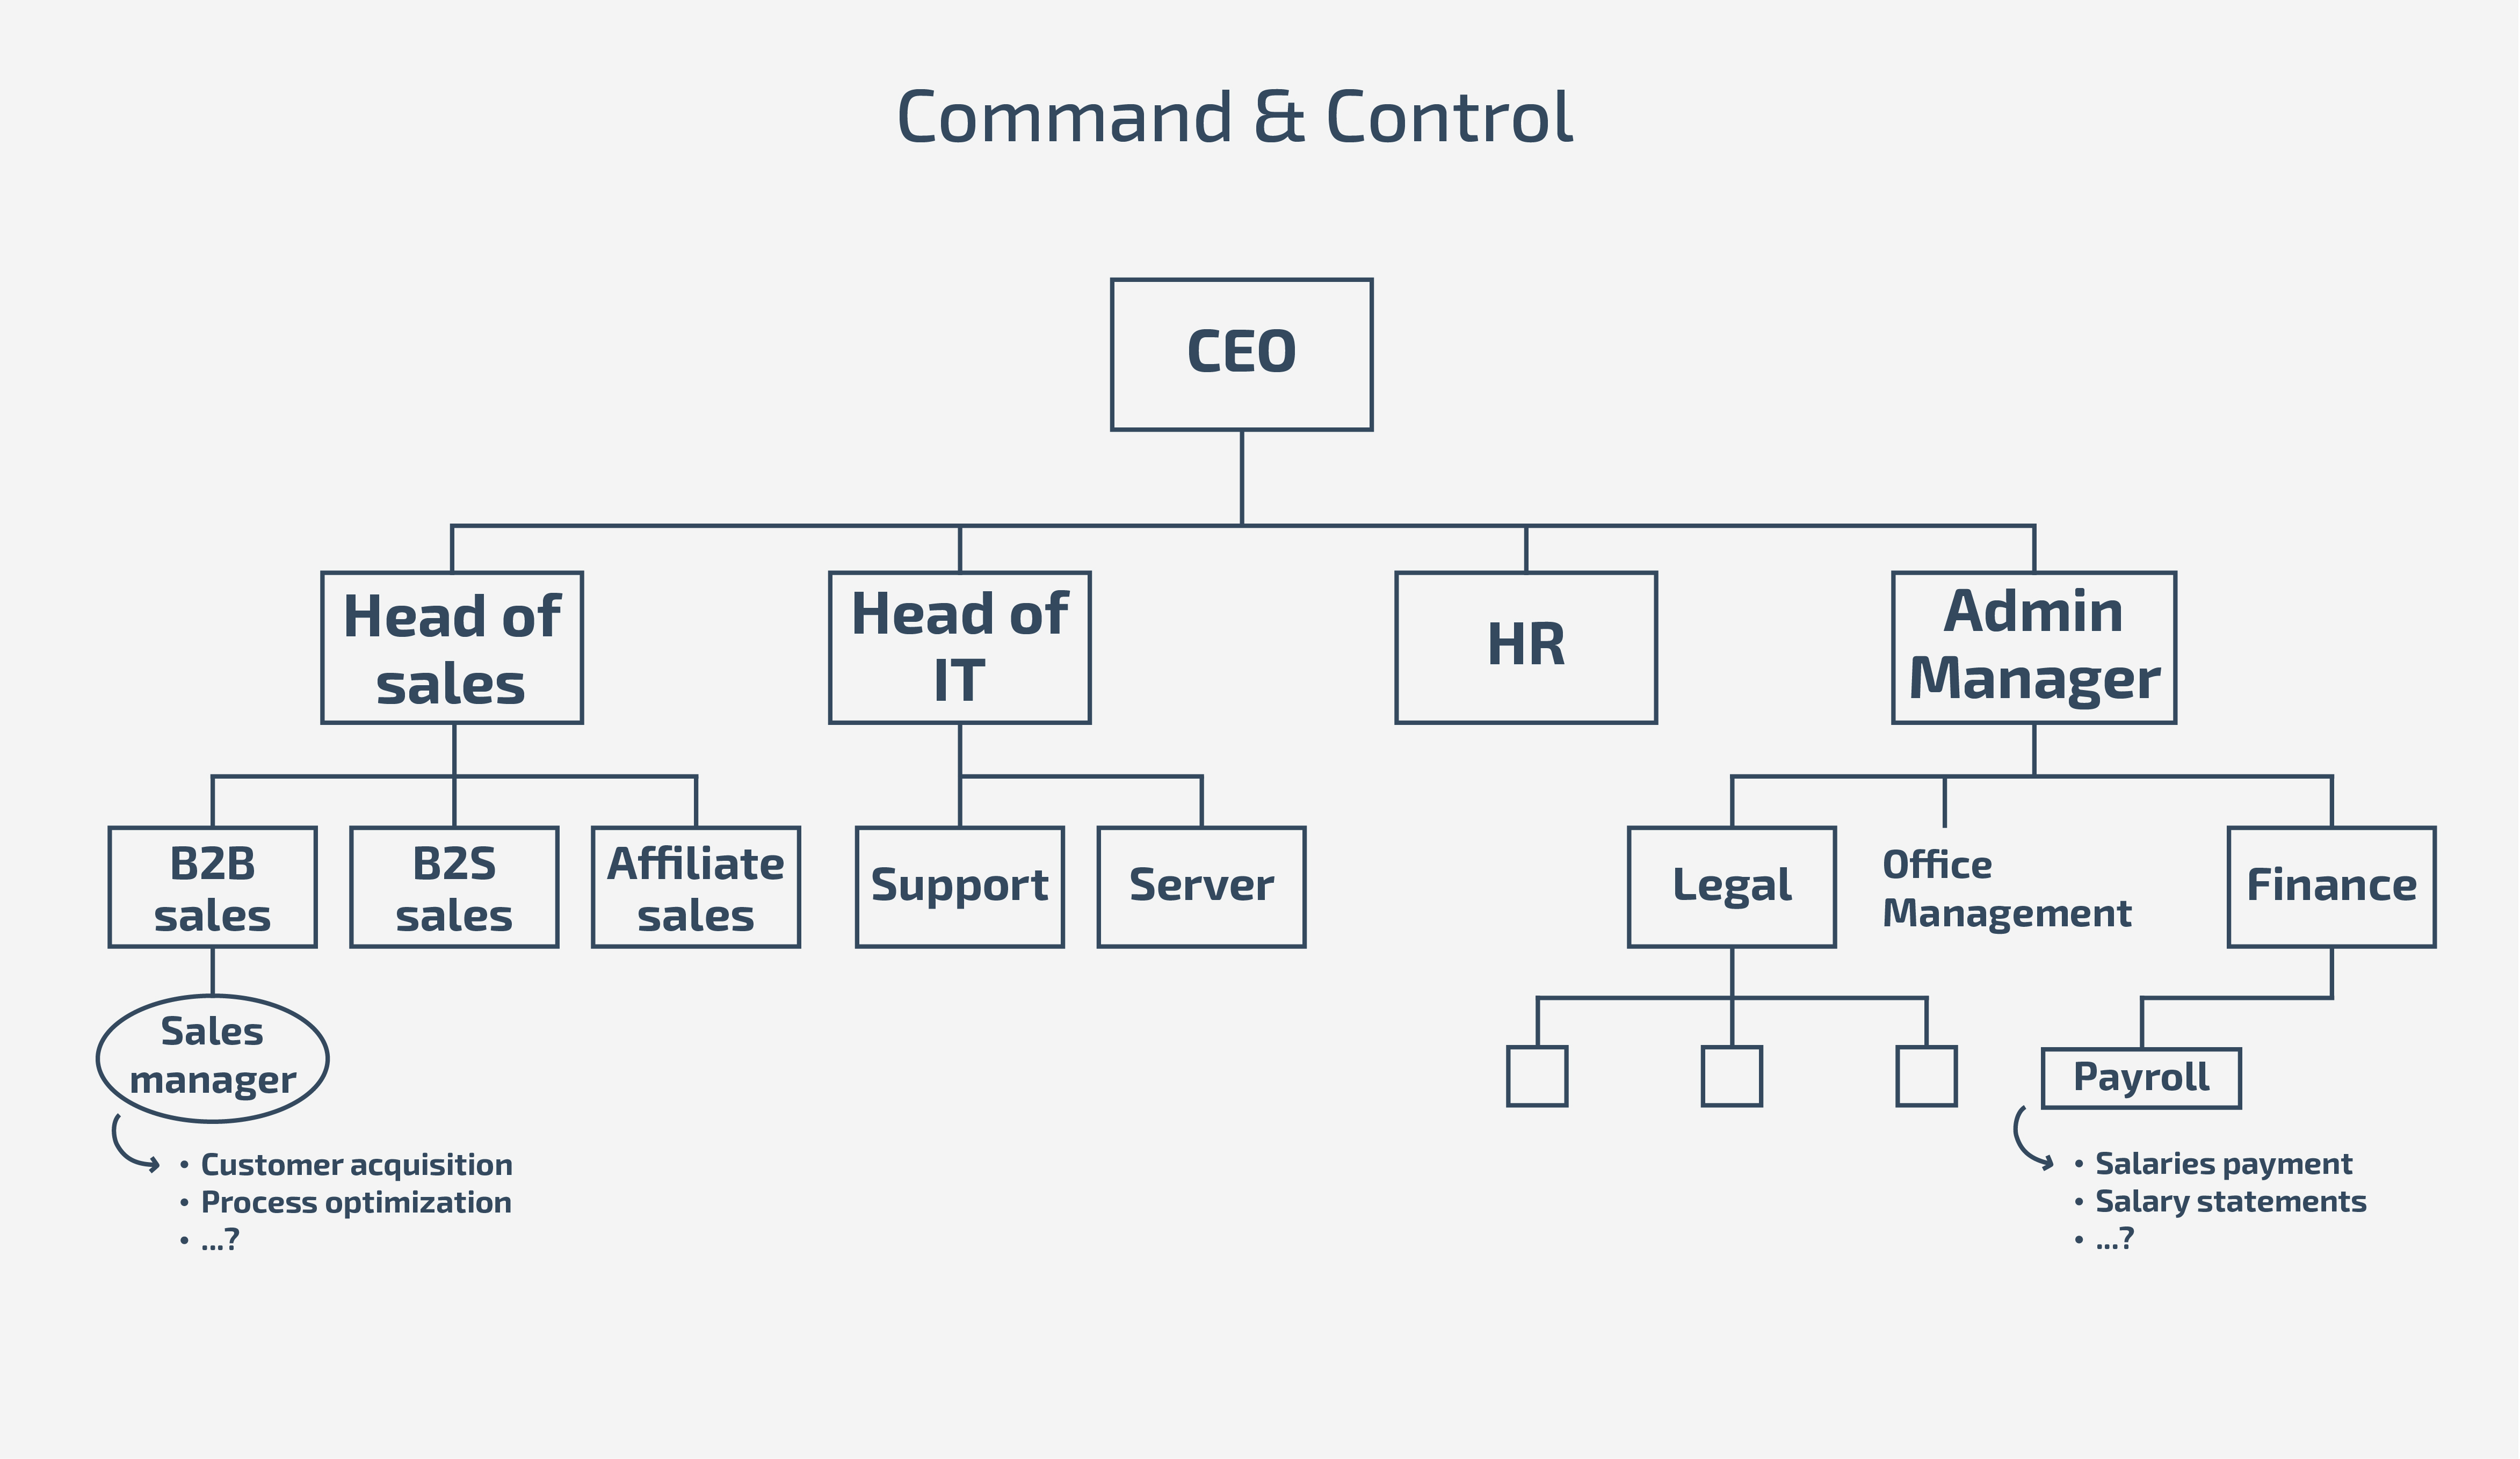 Command & Control
CEO
Head of
sales
Head of
IT
HR
Admin
Manager
B2B
sales
B2S
sales
Affiliate
sales
Support
Server
Legal
Office
Management
Finance
Sales
manager
Payroll
• Customer acquisition
• Process optimization
• ...?
• Salaries payment
• Salary statements
• ...?